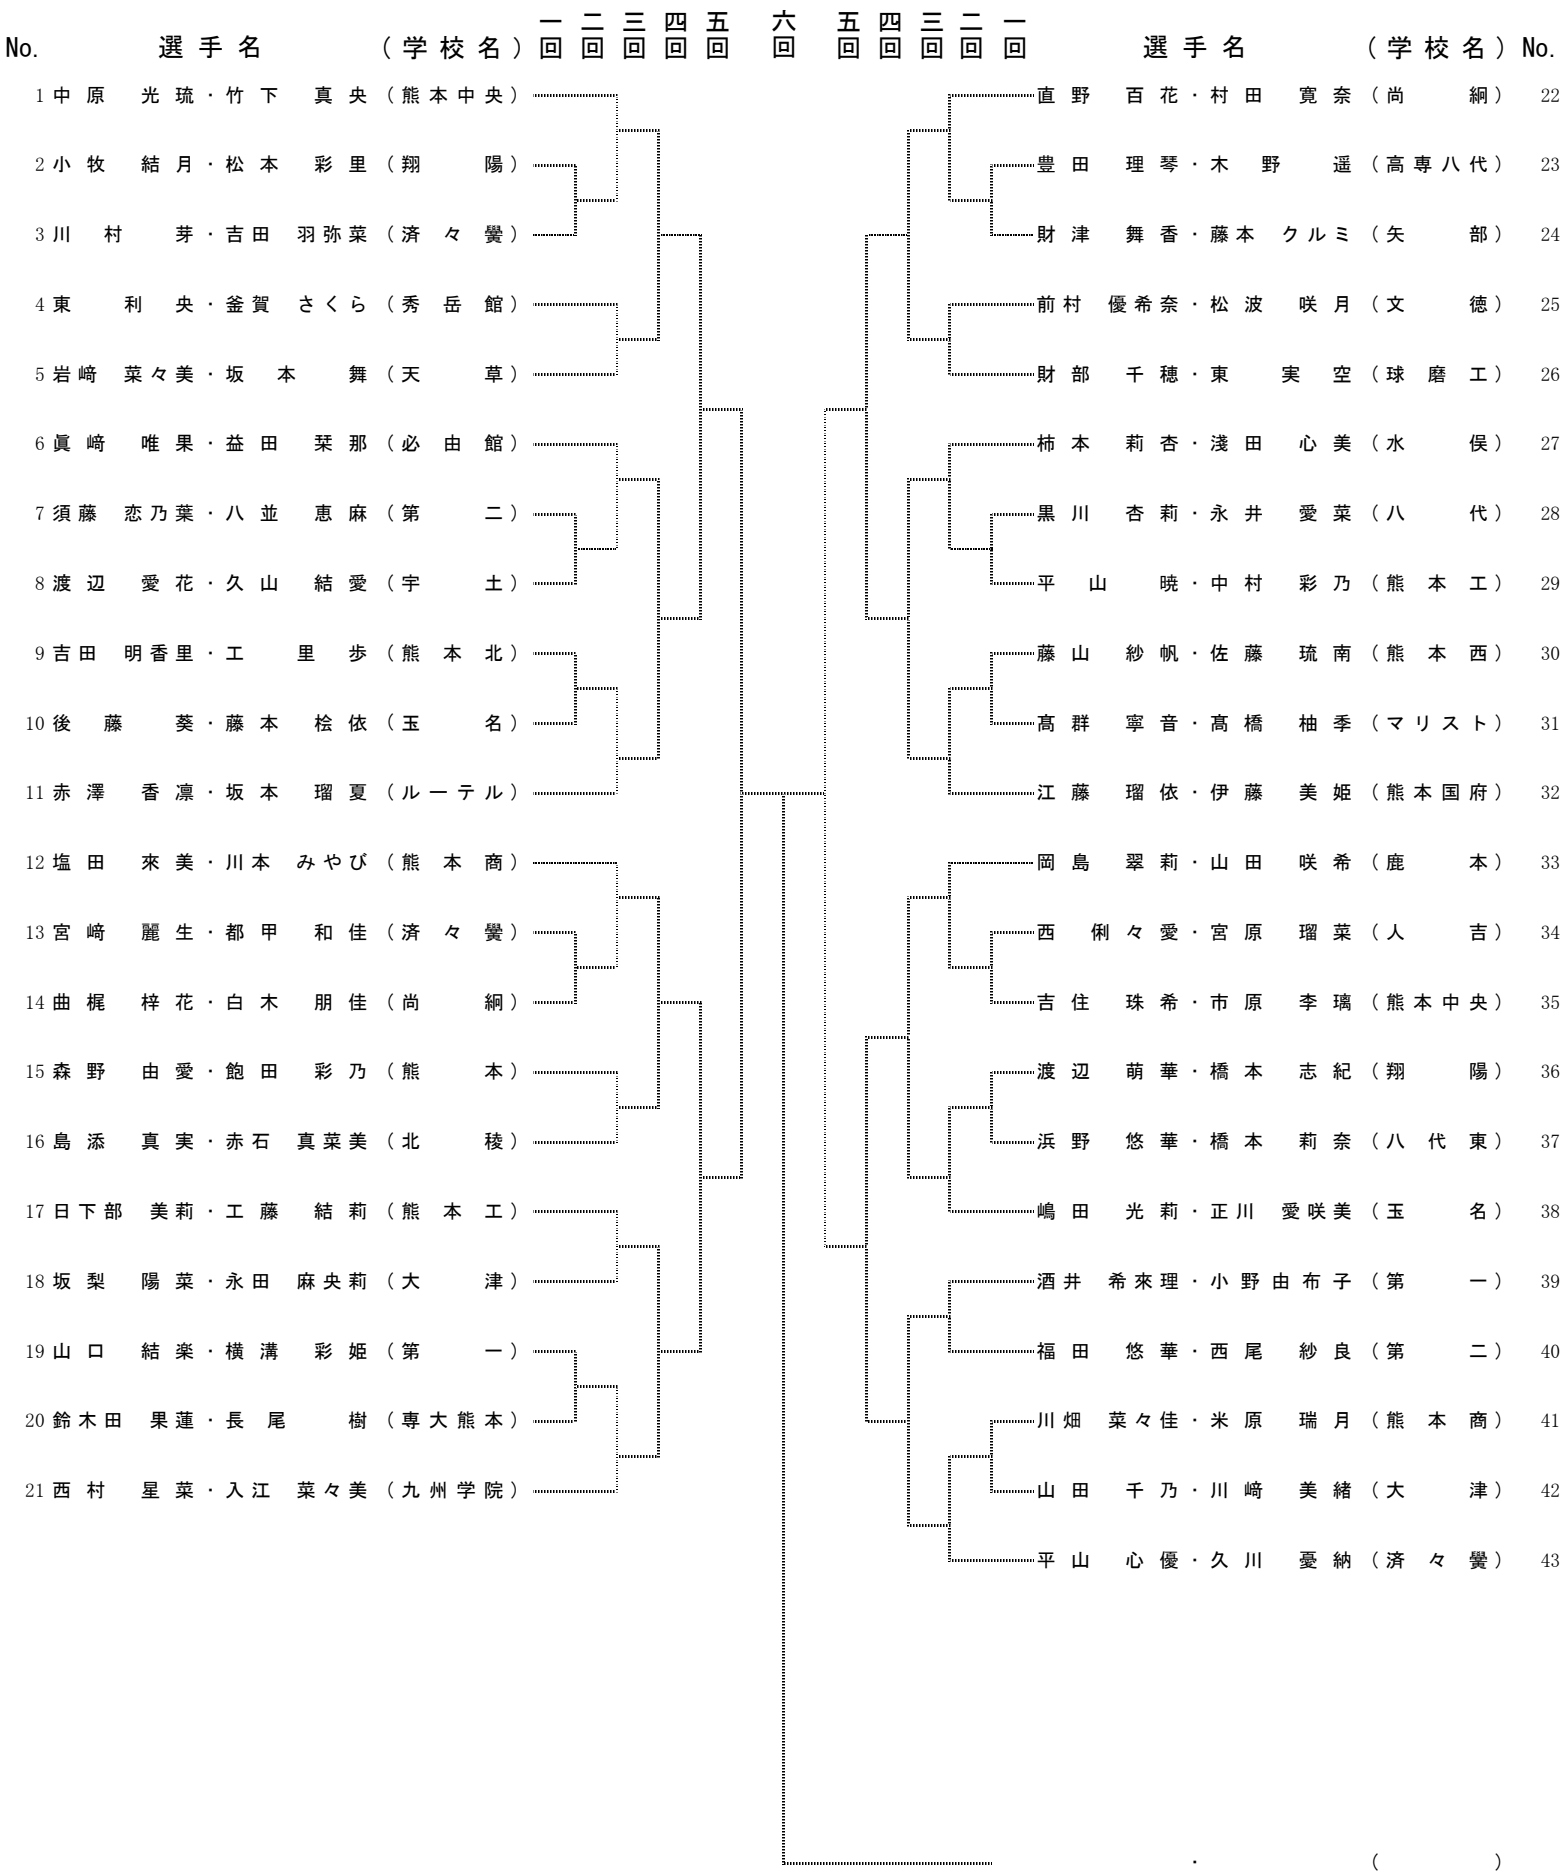 一 二 三 四 五 六 五 四 三 二 一
No. 選手名 (学校名) 回 回 回 回 回 回 回 回 回 回 回 選手名 (学校名) No.
1 中原 光琉・竹下 真央 (熊本中央) 直野 百花・村田 寛奈 (尚絅) 22
2 小牧 結月・松本 彩里 (翔陽) 豊田 理琴・木野 遥 (高専八代) 23
3 川村 芽・吉田 羽弥菜 (済々黌) 財津 舞香・藤本 クルミ (矢部) 24
4 東 利央・釜賀 さくら (秀岳館) 前村 優希奈・松波 咲月 (文徳) 25
5 岩﨑 菜々美・坂本 舞 (天草) 財部 千穂・東 実空 (球磨工) 26
6 眞﨑 唯果・益田 栞那 (必由館) 柿本 莉杏・淺田 心美 (水俣) 27
7 須藤 恋乃葉・八並 恵麻 (第二) 黒川 杏莉・永井 愛菜 (八代) 28
8 渡辺 愛花・久山 結愛 (宇土) 平山 暁・中村 彩乃 (熊本工) 29
9 吉田 明香里・工 里歩 (熊本北) 藤山 紗帆・佐藤 琉南 (熊本西) 30
10 後藤 葵・藤本 桧依 (玉名) 髙群 寧音・髙橋 柚季 (マリスト) 31
11 赤澤 香凛・坂本 瑠夏 (ルーテル) 江藤 瑠依・伊藤 美姫 (熊本国府) 32
12 塩田 來美・川本 みやび (熊本商) 岡島 翠莉・山田 咲希 (鹿本) 33
13 宮﨑 麗生・都甲 和佳 (済々黌) 西 俐々愛・宮原 瑠菜 (人吉) 34
14 曲梶 梓花・白木 朋佳 (尚絅) 吉住 珠希・市原 李璃 (熊本中央) 35
15 森野 由愛・飽田 彩乃 (熊本) 渡辺 萌華・橋本 志紀 (翔陽) 36
16 島添 真実・赤石 真菜美 (北稜) 浜野 悠華・橋本 莉奈 (八代東) 37
17 日下部 美莉・工藤 結莉 (熊本工) 嶋田 光莉・正川 愛咲美 (玉名) 38
18 坂梨 陽菜・永田 麻央莉 (大津) 酒井 希來理・小野由布子 (第一) 39
19 山口 結楽・横溝 彩姫 (第一) 福田 悠華・西尾 紗良 (第二) 40
20 鈴木田 果蓮・長尾 樹 (専大熊本) 川畑 菜々佳・米原 瑞月 (熊本商) 41
21 西村 星菜・入江 菜々美 (九州学院) 山田 千乃・川﨑 美緒 (大津) 42
平山 心優・久川 憂納 (済々黌) 43
・ ( )